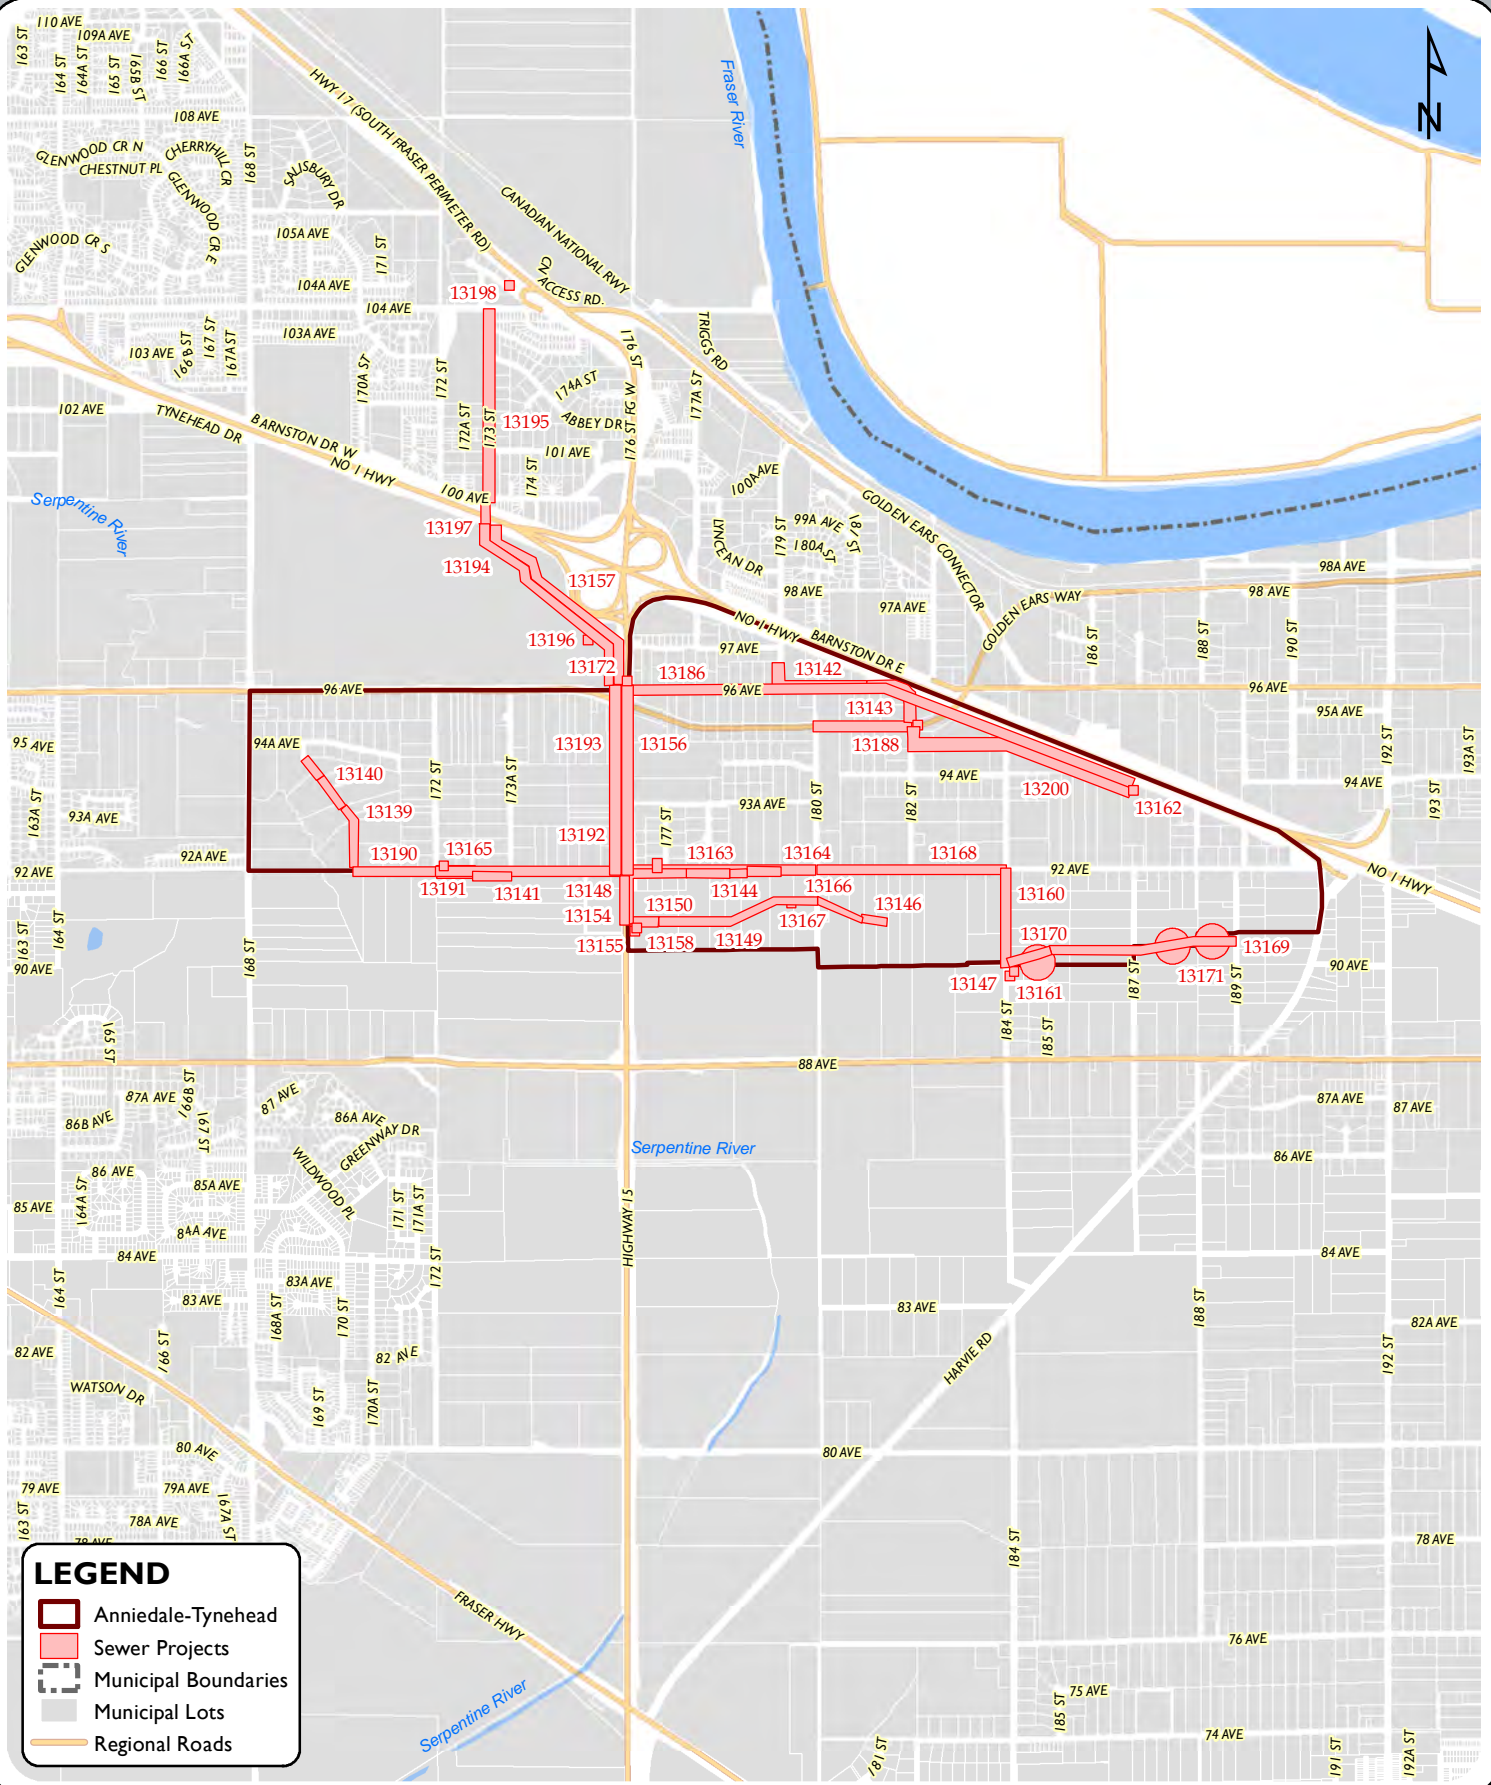 110 AVE
109A AVE
163 ST
164 ST
164A ST
165 ST
165B ST
166 ST
166A ST
108 AVE
GLENWOOD CR N
CHESTNUT PL
CHERRYHILL CR
GLENWOOD CR E
GLENWOOD CR S
168 ST
SALISBURY DR
105A AVE
171 ST
104A AVE
104 AVE
103A AVE
103 AVE
166B ST
167 ST
167A ST
170A ST
172 ST
102 AVE
TYNEHEAD DR
BARNSTON DR W
NO 1 HWY
100 AVE
172A ST
173 ST
174 ST
101 AVE
ABBEY DR
174A ST
HWY 17 (SOUTH FRASER PERIMETER RD)
CANADIAN NATIONAL RWY
CN ACCESS RD.
Fraser River
N
176 ST
176 ST FG W
TRIGGS RD
177A ST
100A AVE
LYNCEAN DR
179 ST
99A AVE
180A ST
181 ST
98 AVE
97A AVE
GOLDEN EARS CONNECTOR
GOLDEN EARS WAY
98A AVE
98 AVE
186 ST
188 ST
190 ST
Serpentine River
13198
13195
13197
13194
13157
13196
13172
13186
13142
97 AVE
NO 1 HWY
BARNSTON DR E
96 AVE
96 AVE
96 AVE
95A AVE
13143
13188
13193
13156
94A AVE
95 AVE
13140
13139
172 ST
173A ST
94 AVE
13200
13162
94 AVE
192 ST
193A ST
193 ST
163A ST
93A AVE
93A AVE
177 ST
180 ST
182 ST
92A AVE
92 AVE
13192
13190
13165
13191
13141
13148
13163
13164
13168
13144
13166
13146
13167
13160
92 AVE
NO 1 HWY
13154
13150
13155
13158
13149
13170
13169
13171
13147
13161
163 ST
164 ST
168 ST
90 AVE
90 AVE
187 ST
189 ST
184 ST
185 ST
165 ST
88 AVE
87A AVE
166B ST
86B AVE
167 ST
87 AVE
86A AVE
GREENWAY DR
WILDWOOD PL
86 AVE
85A AVE
164A ST
85 AVE
84A AVE
84 AVE
171 ST
171A ST
172 ST
Serpentine River
HIGHWAY 15
87A AVE
87 AVE
86 AVE
84 AVE
83A AVE
83 AVE
164 ST
168A ST
170 ST
83 AVE
188 ST
82A AVE
82 AVE
166 ST
82 AVE
WATSON DR
169 ST
170A ST
HARVIE RD
192 ST
80 AVE
80 AVE
79 AVE
79A AVE
163 ST
78A AVE
167A ST
78 AVE
184 ST
78 AVE
FRASER HWY
76 AVE
Serpentine River
75 AVE
185 ST
74 AVE
181 ST
191 ST
192A ST
LEGEND
Anniedale-Tynehead
Sewer Projects
Municipal Boundaries
Municipal Lots
Regional Roads